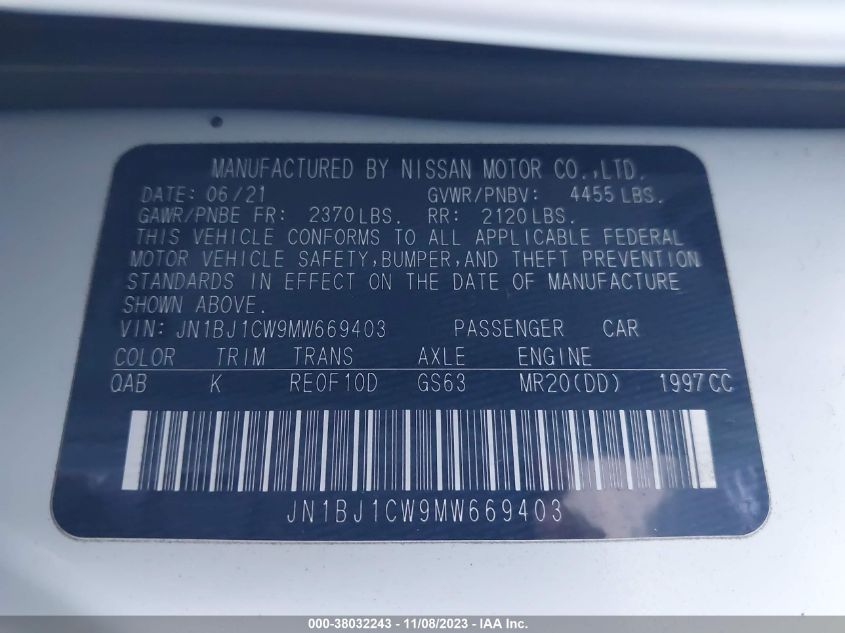 MANUFACTURED BY NISSAN MOTOR CO.,LTD.
DATE: 06/21 GVWR/PNBV: 4455 LBS.
GAWR/PNBE FR: 2370 LBS. RR: 2120 LBS.
THIS VEHICLE CONFORMS TO ALL APPLICABLE FEDERAL
MOTOR VEHICLE SAFETY,BUMPER,AND THEFT PREVENTION
STANDARDS IN EFFECT ON THE DATE OF MANUFACTURE
SHOWN ABOVE.
VIN: JN1BJ1CW9MW669403 PASSENGER CAR
COLOR TRIM TRANS AXLE ENGINE
QAB K RE0F10D GS63 MR20(DD) 1997CC
JN1BJ1CW9MW669403
000-38032243 - 11/08/2023 - IAA Inc.